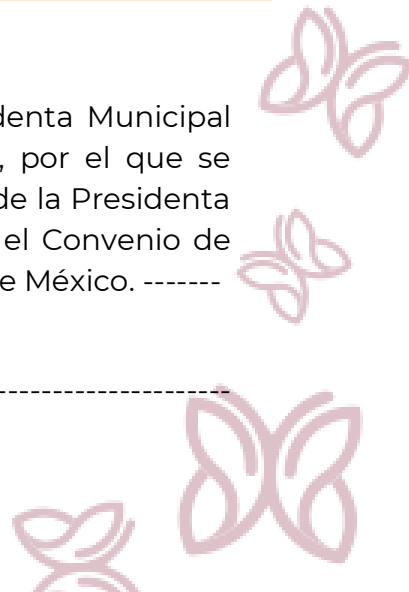 denta Municipal
, por el que se
de la Presidenta
el Convenio de
e México. -------
----------------------